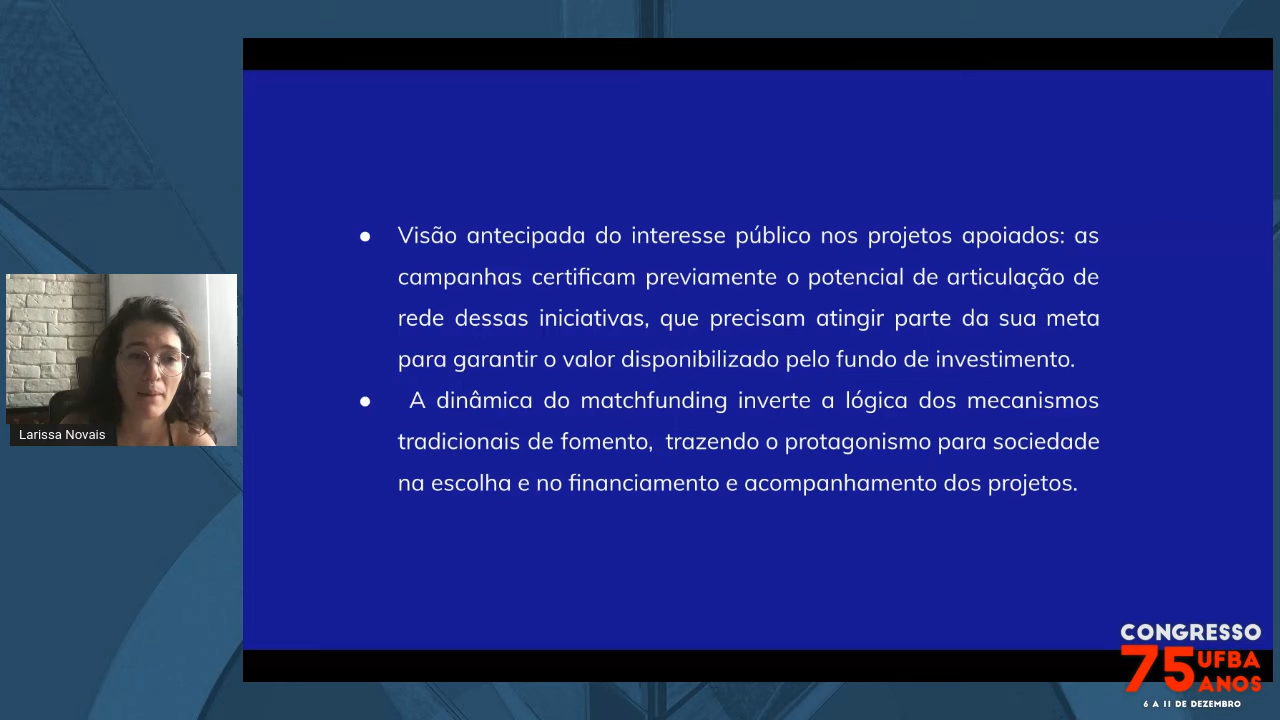 ● Visão antecipada do interesse público nos projetos apoiados: as
campanhas certificam previamente o potencial de articulação de
rede dessas iniciativas, que precisam atingir parte da sua meta
para garantir o valor disponibilizado pelo fundo de investimento.
● A dinâmica do matchfunding inverte a lógica dos mecanismos
tradicionais de fomento, trazendo o protagonismo para sociedade
na escolha e no financiamento e acompanhamento dos projetos.
Larissa Novais
CONGRESSO
75 UFBA
ANOS
6 A 11 DE DEZEMBRO